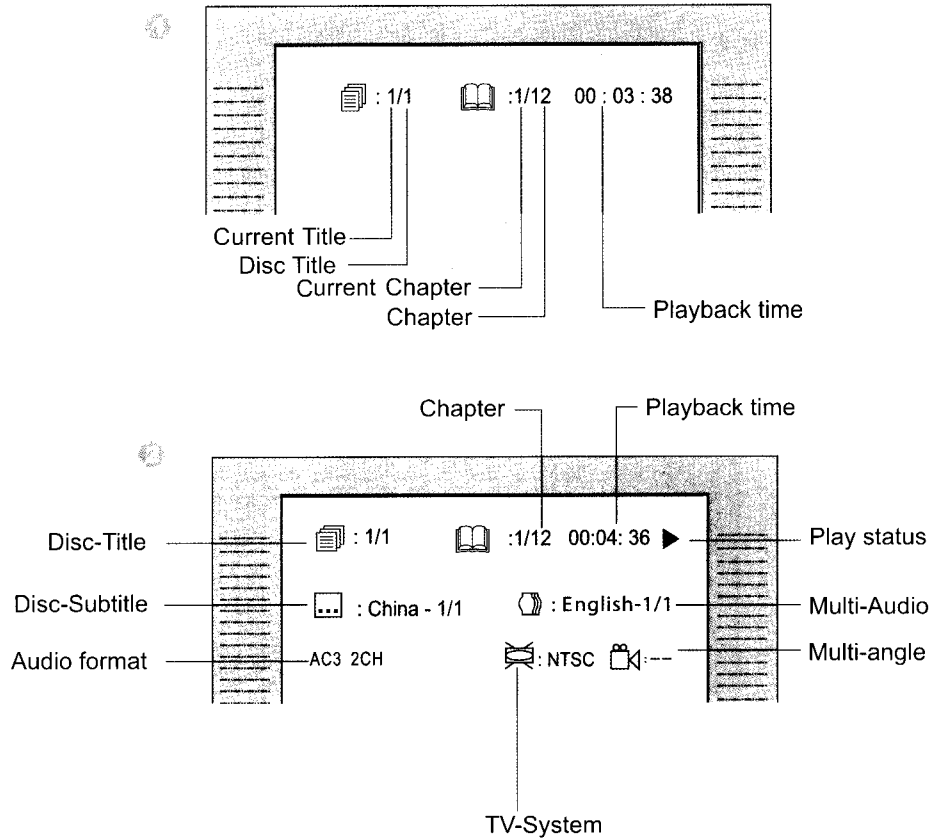 : 1/1 :1/12 00 : 03 : 38
Current Title
Disc Title
Current Chapter
Chapter
Playback time
Chapter
Playback time
Disc-Title
: 1/1 :1/12 00:04: 36
Play status
Disc-Subtitle
... : China - 1/1 : English-1/1
Multi-Audio
Audio format
AC3 2CH : NTSC :--
Multi-angle
TV-System